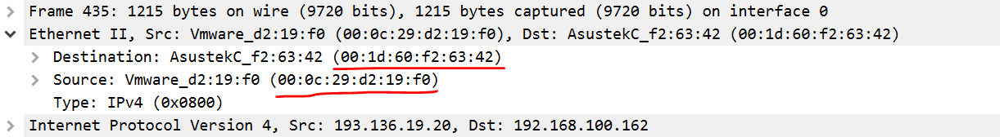 Frame 435: 1215 bytes on wire (9720 bits), 1215 bytes captured (9720 bits) on interface 0
Ethernet II, Src: Vmware_d2:19:f0 (00:0c:29:d2:19:f0), Dst: AsustekC_f2:63:42 (00:1d:60:f2:63:42)
Destination: AsustekC_f2:63:42 (00:1d:60:f2:63:42)
Source: Vmware_d2:19:f0 (00:0c:29:d2:19:f0)
Type: IPv4 (0x0800)
Internet Protocol Version 4, Src: 193.136.19.20, Dst: 192.168.100.162